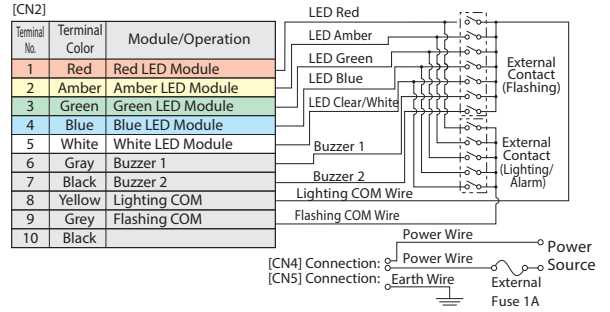 [CN2]
Terminal No. Terminal Color Module/Operation
1 Red Red LED Module
2 Amber Amber LED Module
3 Green Green LED Module
4 Blue Blue LED Module
5 White White LED Module
6 Gray Buzzer 1
7 Black Buzzer 2
8 Yellow Lighting COM
9 Grey Flashing COM
10 Black
LED Red
LED Amber
LED Green
LED Blue
LED Clear/White
Buzzer 1
Buzzer 2
Lighting COM Wire
Flashing COM Wire
External
Contact
(Flashing)
External
Contact
(Lighting/
Alarm)
Power Wire
[CN4] Connection: Power Wire
[CN5] Connection: Earth Wire
Power
Source
External
Fuse 1A